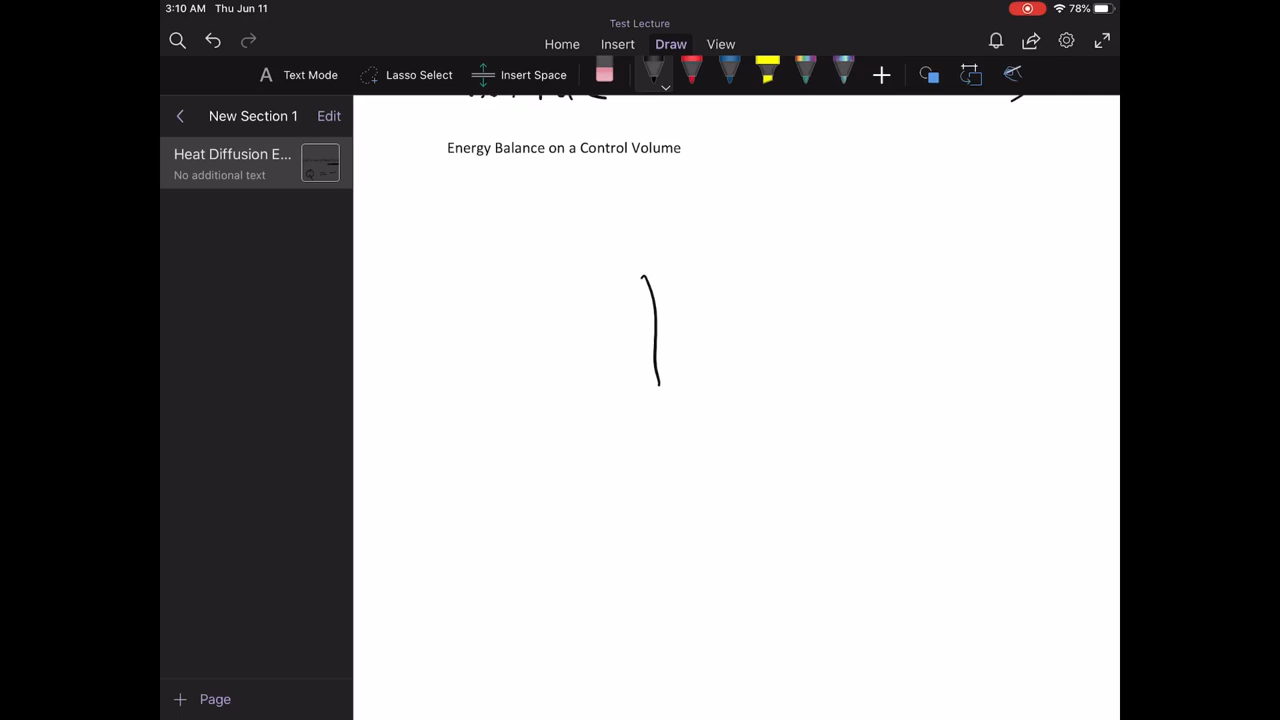 3:10 AM Thu Jun 11
78%
Test Lecture
Home Insert Draw View
Text Mode Lasso Select Insert Space
New Section 1 Edit
Heat Diffusion E...
No additional text
Energy Balance on a Control Volume
Page